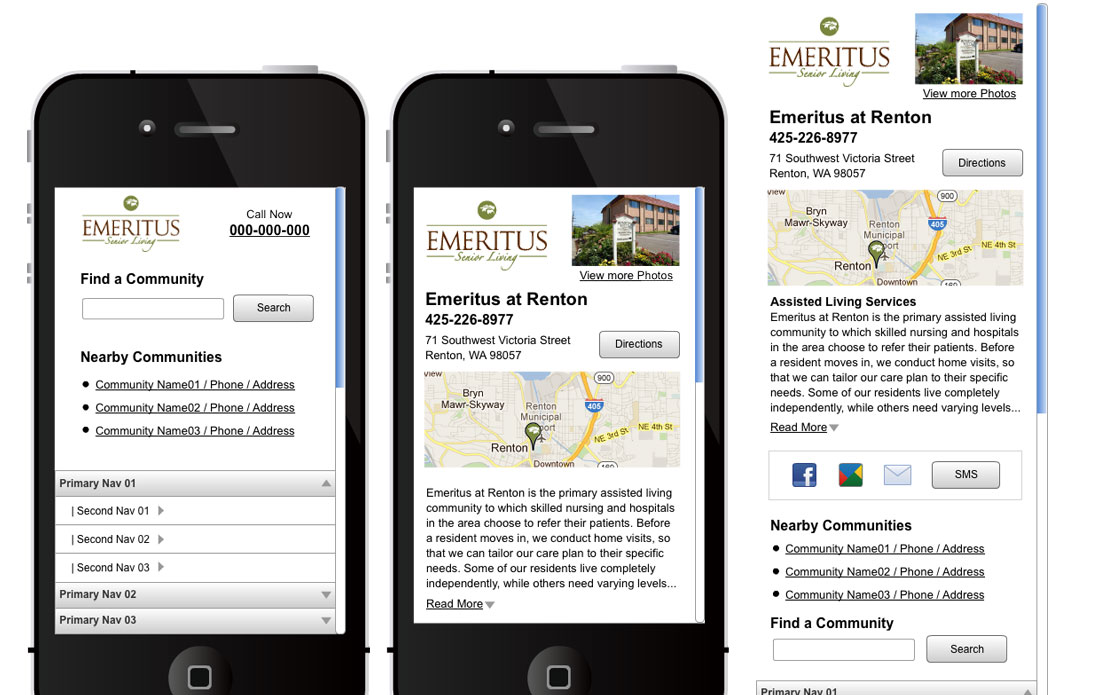 EMERITUS
Senior Living
Call Now
000-000-000
Find a Community
Search
Nearby Communities
Community Name01 / Phone / Address
Community Name02 / Phone / Address
Community Name03 / Phone / Address
Primary Nav 01
| Second Nav 01
| Second Nav 02
| Second Nav 03
Primary Nav 02
Primary Nav 03
EMERITUS
Senior Living
View more Photos
Emeritus at Renton
425-226-8977
71 Southwest Victoria Street
Renton, WA 98057
Directions
view
900
Bryn
Mawr-Skyway
405
Renton
Municipal
NE 3rd St
NE 4th St
Renton
Downtown
Emeritus at Renton is the primary assisted living
community to which skilled nursing and hospitals
in the area choose to refer their patients. Before
a resident moves in, we conduct home visits, so
that we can tailor our care plan to their specific
needs. Some of our residents live completely
independently, while others need varying levels...
Read More
EMERITUS
Senior Living
View more Photos
Emeritus at Renton
425-226-8977
71 Southwest Victoria Street
Renton, WA 98057
Directions
view
900
Bryn
Mawr-Skyway
405
Renton
Municipal
NE 3rd St
NE 4th St
Renton
Downtown
Assisted Living Services
Emeritus at Renton is the primary assisted living
community to which skilled nursing and hospitals
in the area choose to refer their patients. Before
a resident moves in, we conduct home visits, so
that we can tailor our care plan to their specific
needs. Some of our residents live completely
independently, while others need varying levels...
Read More
f
SMS
Nearby Communities
Community Name01 / Phone / Address
Community Name02 / Phone / Address
Community Name03 / Phone / Address
Find a Community
Search
Primary Nav 01